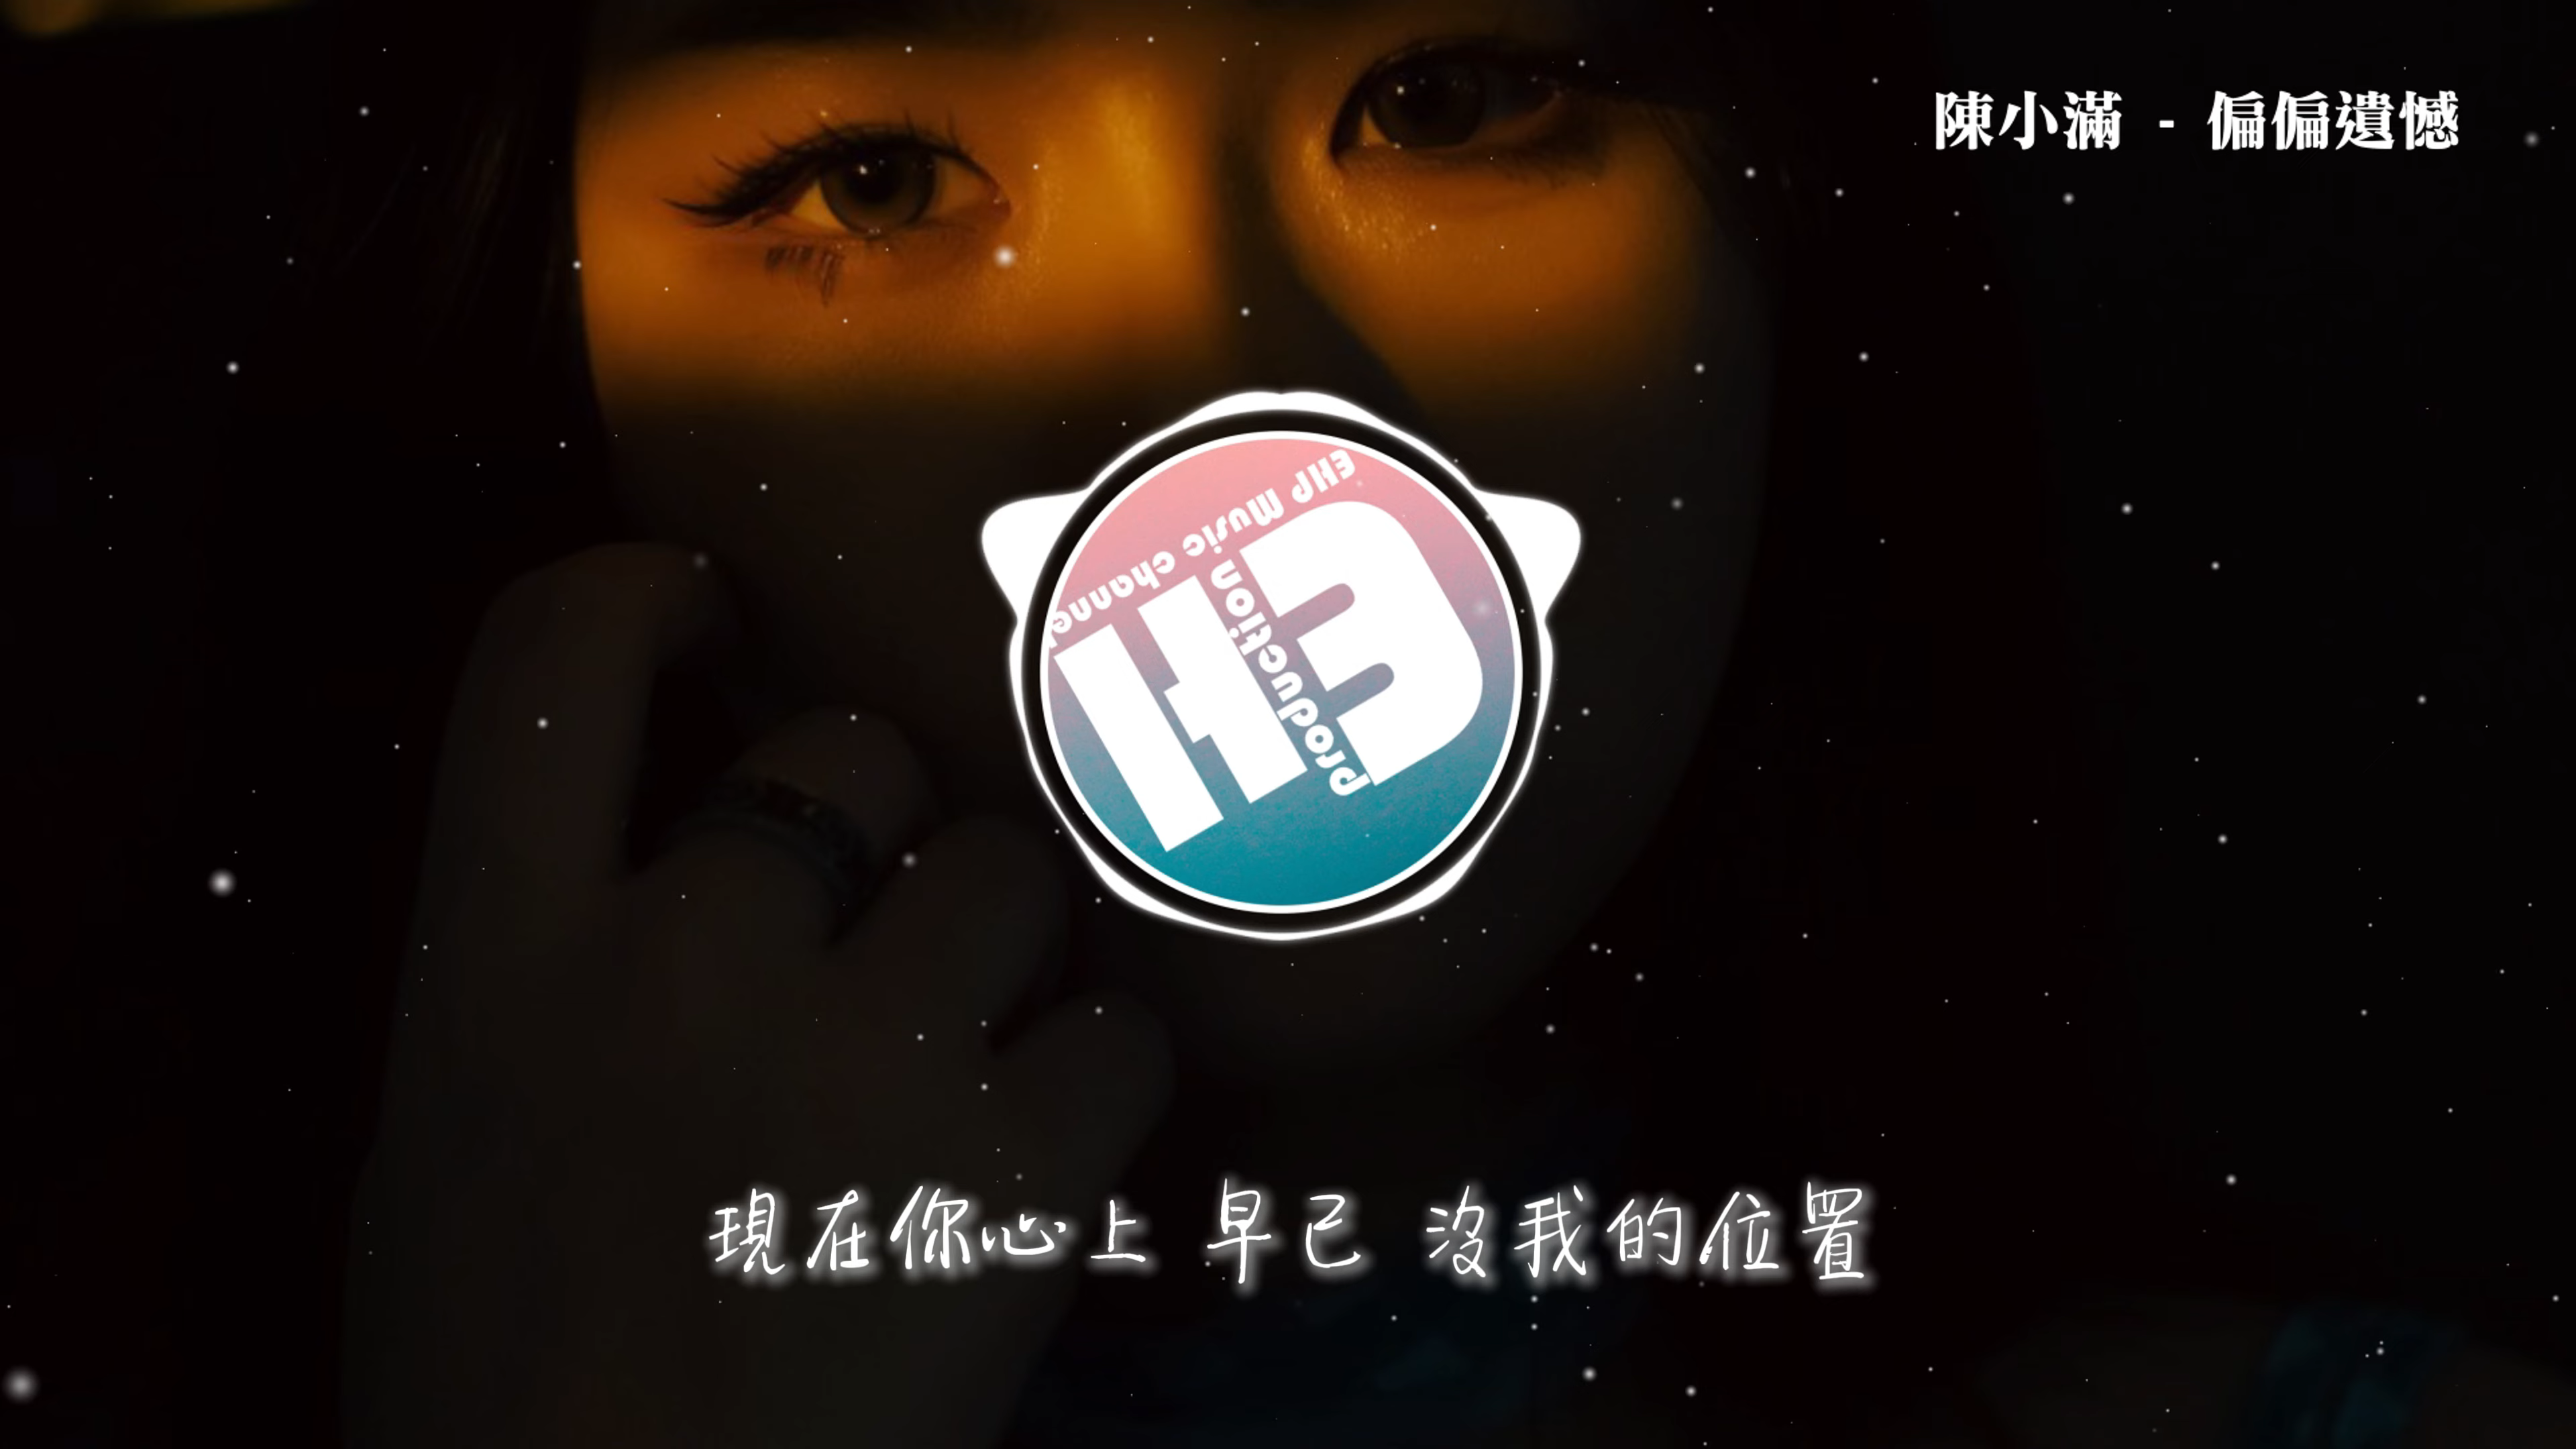 陳小滿 - 偏偏遺憾
EHP Music channel
EH
production
現在你心上 早已 沒我的位置